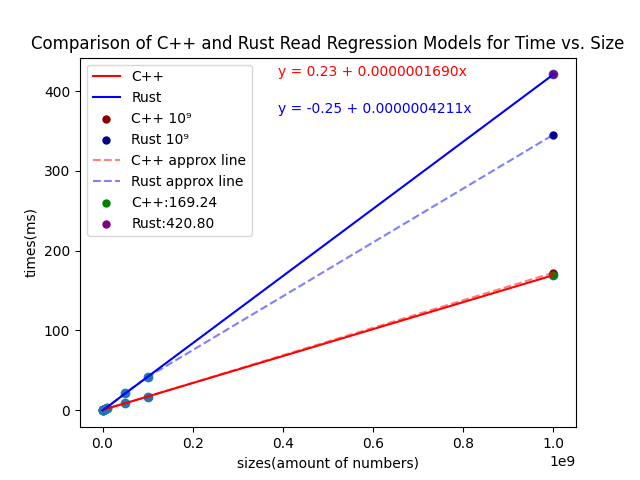 Comparison of C++ and Rust Read Regression Models for Time vs. Size
y = 0.23 + 0.0000001690x
y = -0.25 + 0.0000004211x
C++
Rust
C++ 10⁹
Rust 10⁹
C++ approx line
Rust approx line
C++:169.24
Rust:420.80
times(ms)
400
300
200
100
0
0.0 0.2 0.4 0.6 0.8 1.0
1e9
sizes(amount of numbers)